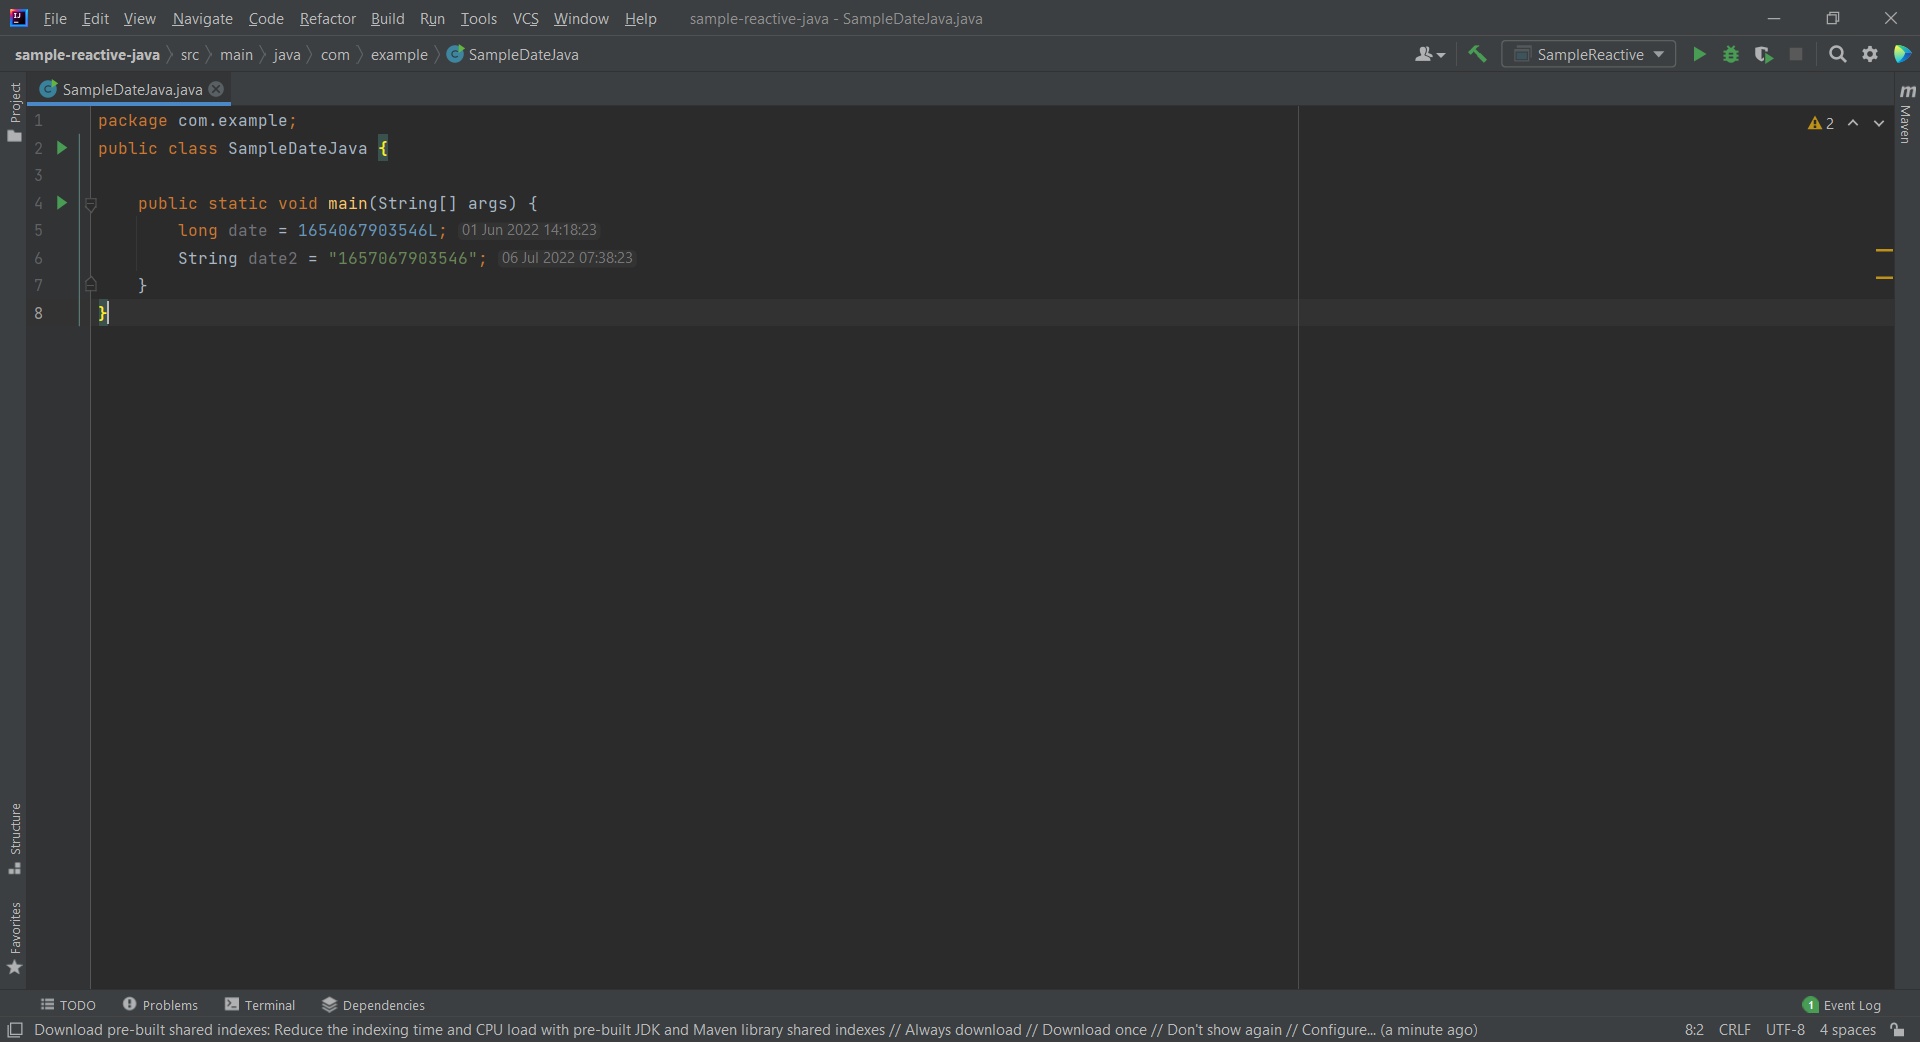 File Edit View Navigate Code Refactor Build Run Tools VCS Window Help sample-reactive-java - SampleDateJava.java
sample-reactive-java src main java com example SampleDateJava SampleReactive
SampleDateJava.java
Project
Maven
1 package com.example;
2 public class SampleDateJava {
3
4 public static void main(String[] args) {
5 long date = 1654067903546L; 01 Jun 2022 14:18:23
6 String date2 = "1657067903546"; 06 Jul 2022 07:38:23
7 }
8 }
2
Structure
Favorites
TODO Problems Terminal Dependencies 1 Event Log
Download pre-built shared indexes: Reduce the indexing time and CPU load with pre-built JDK and Maven library shared indexes // Always download // Download once // Don't show again // Configure... (a minute ago) 8:2 CRLF UTF-8 4 spaces